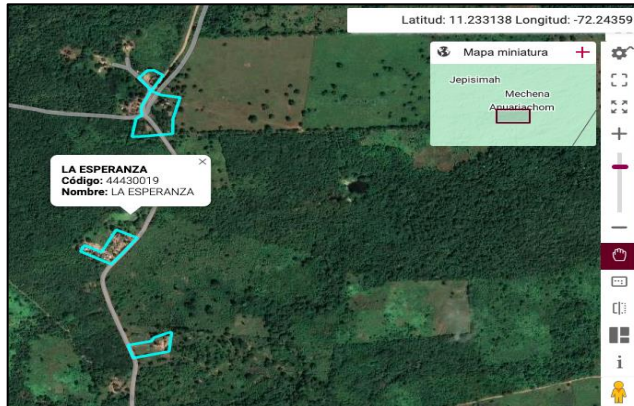 Latitud: 11.233138 Longitud: -72.24359
Mapa miniatura
Jepisimah
Mechena
Anuariachom
LA ESPERANZA
Código: 44430019
Nombre: LA ESPERANZA